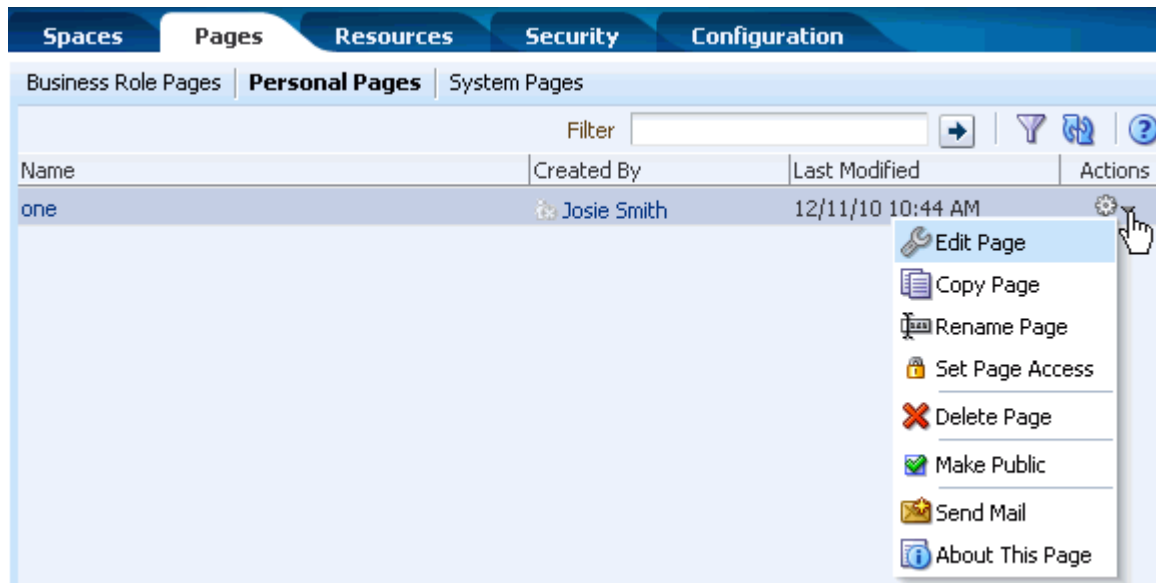 Spaces Pages Resources Security Configuration
Business Role Pages Personal Pages System Pages
Filter
Name Created By Last Modified Actions
one Josie Smith 12/11/10 10:44 AM
Edit Page
Copy Page
Rename Page
Set Page Access
Delete Page
Make Public
Send Mail
About This Page